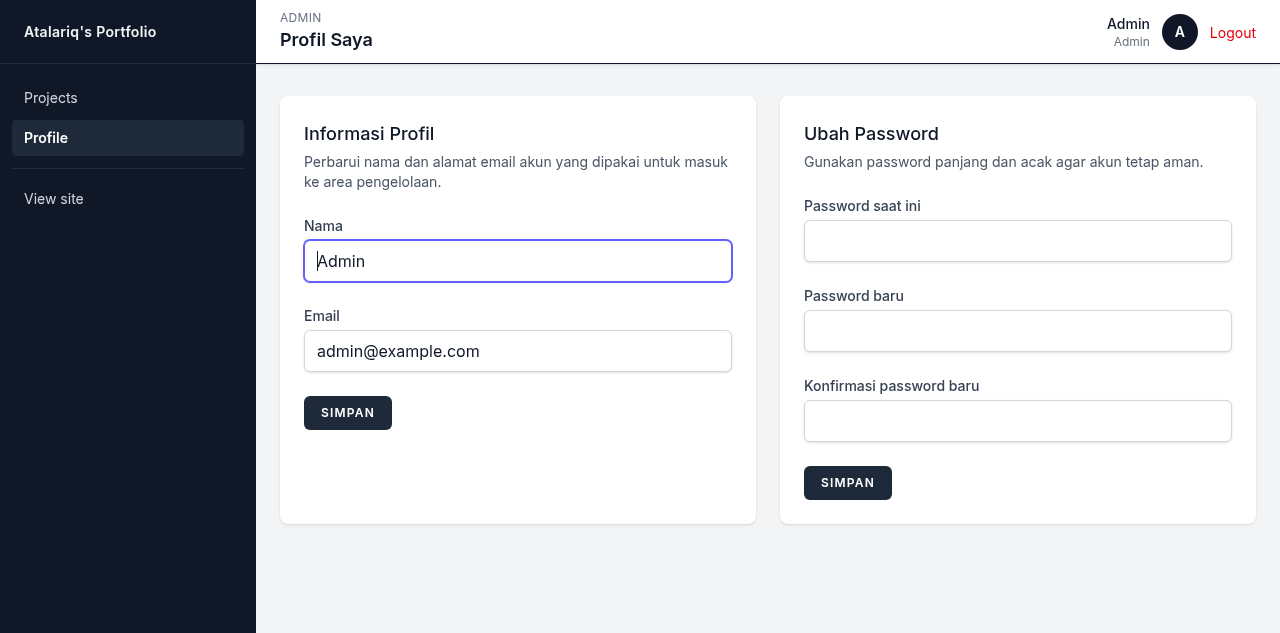 Atalariq's Portfolio
Projects
Profile
View site
ADMIN
Profil Saya
Admin
Admin
A
Logout
Informasi Profil
Perbarui nama dan alamat email akun yang dipakai untuk masuk
ke area pengelolaan.
Nama
Admin
Email
admin@example.com
SIMPAN
Ubah Password
Gunakan password panjang dan acak agar akun tetap aman.
Password saat ini
Password baru
Konfirmasi password baru
SIMPAN